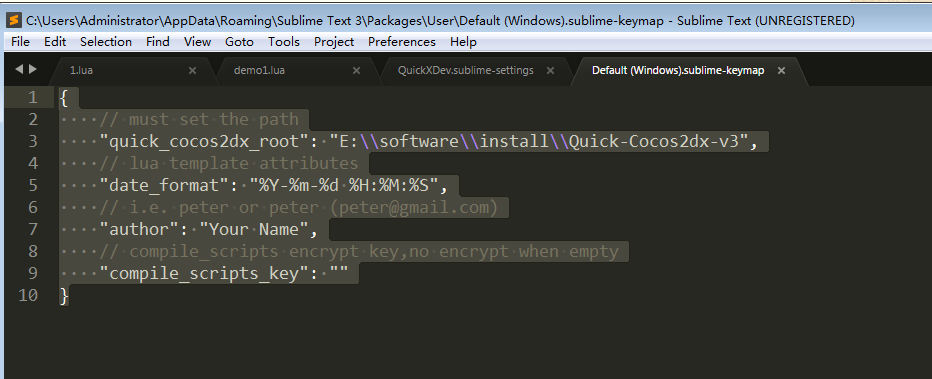 C:\Users\Administrator\AppData\Roaming\Sublime Text 3\Packages\User\Default (Windows).sublime-keymap - Sublime Text (UNREGISTERED)
File Edit Selection Find View Goto Tools Project Preferences Help
1.lua demo1.lua QuickXDev.sublime-settings Default (Windows).sublime-keymap
1 {
2 // must set the path
3 "quick_cocos2dx_root": "E:\\software\\install\\Quick-Cocos2dx-v3",
4 // lua template attributes
5 "date_format": "%Y-%m-%d %H:%M:%S",
6 // i.e. peter or peter (peter@gmail.com)
7 "author": "Your Name",
8 // compile_scripts encrypt key,no encrypt when empty
9 "compile_scripts_key": ""
10 }